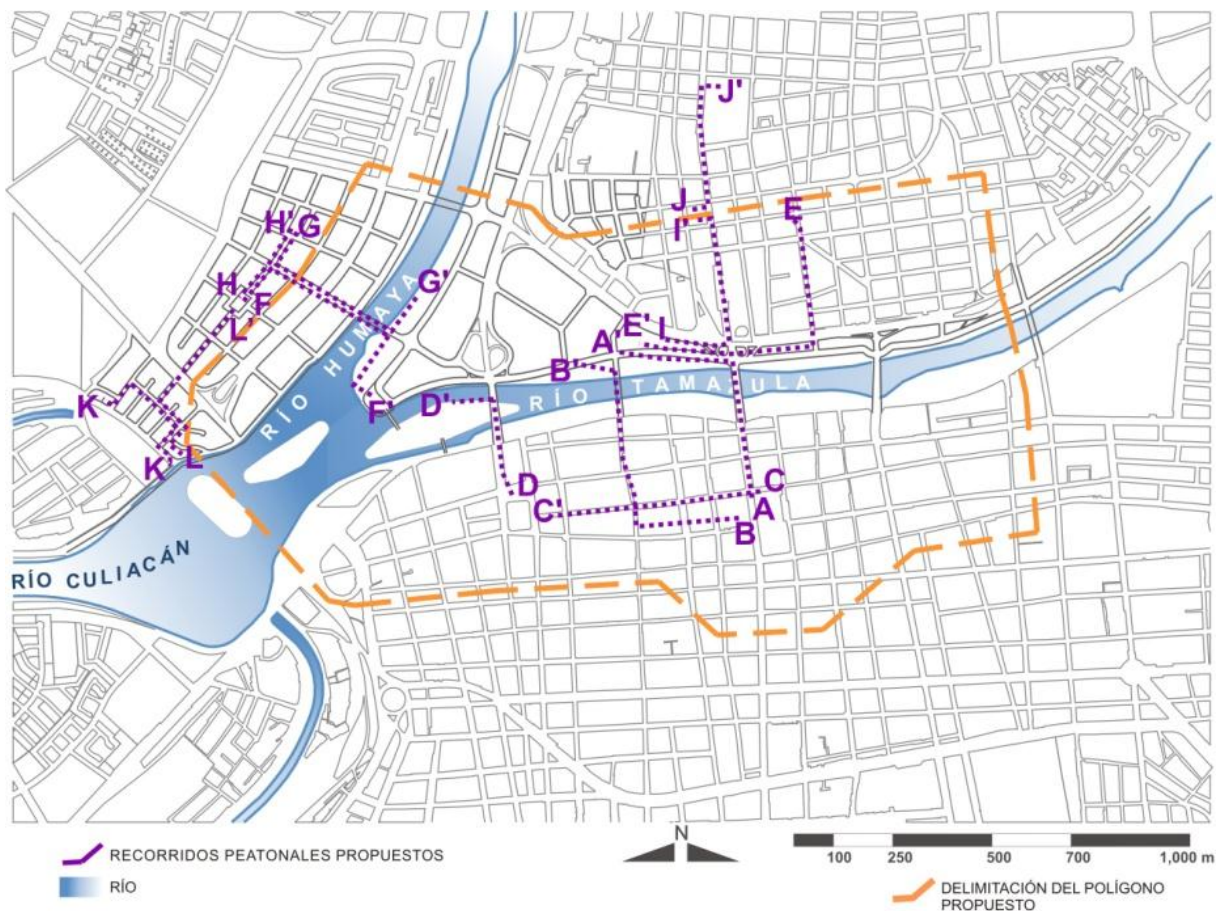 J'
J
I'
E
H'
G
H
F
L'
G'
E'
I
A'
B'
RÍO HUMAYA
RÍO TAMAZULA
D'
F'
K
K'
L
D
C'
C
A
B
RÍO CULIACÁN
N
RECORRIDOS PEATONALES PROPUESTOS
RÍO
100 250 500 700 1,000 m
DELIMITACIÓN DEL POLÍGONO
PROPUESTO